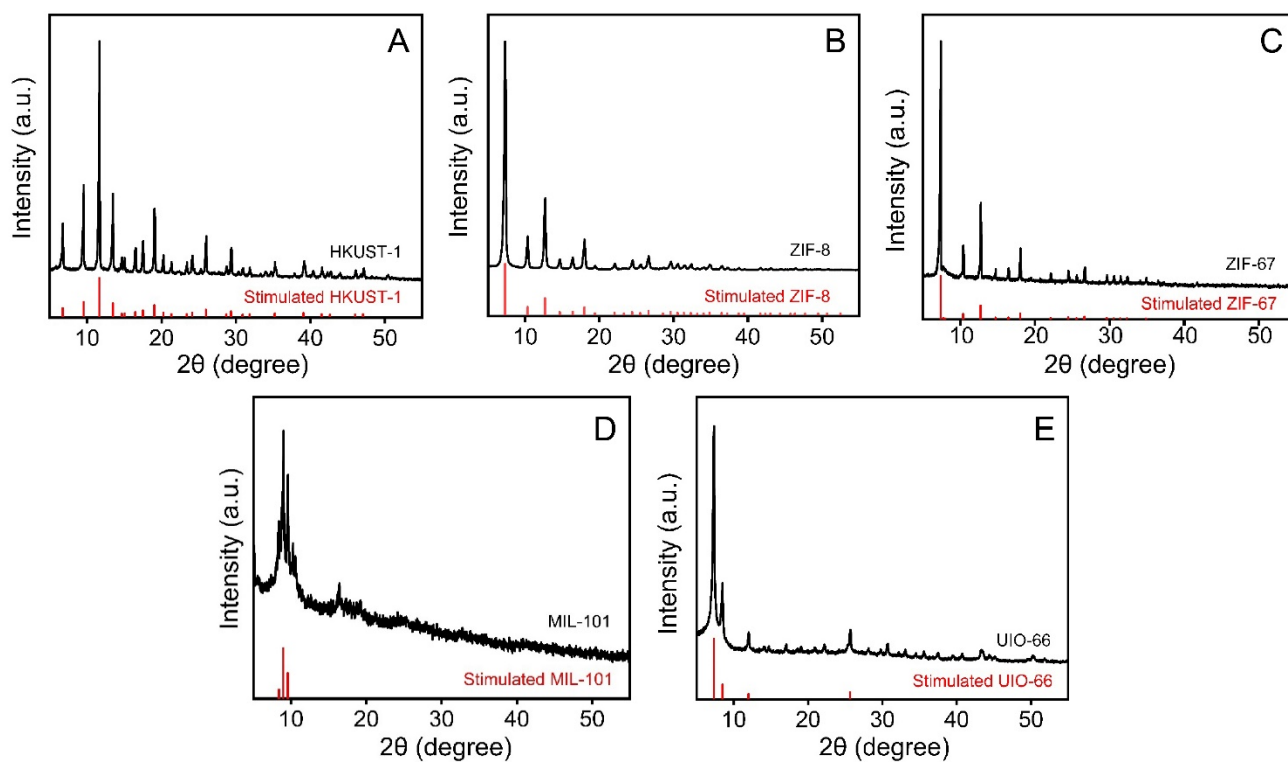 A
Intensity (a.u.)
HKUST-1
Stimulated HKUST-1
10 20 30 40 50
2θ (degree)
B
Intensity (a.u.)
ZIF-8
Stimulated ZIF-8
10 20 30 40 50
2θ (degree)
C
Intensity (a.u.)
ZIF-67
Stimulated ZIF-67
10 20 30 40 50
2θ (degree)
D
Intensity (a.u.)
MIL-101
Stimulated MIL-101
10 20 30 40 50
2θ (degree)
E
Intensity (a.u.)
UIO-66
Stimulated UIO-66
10 20 30 40 50
2θ (degree)